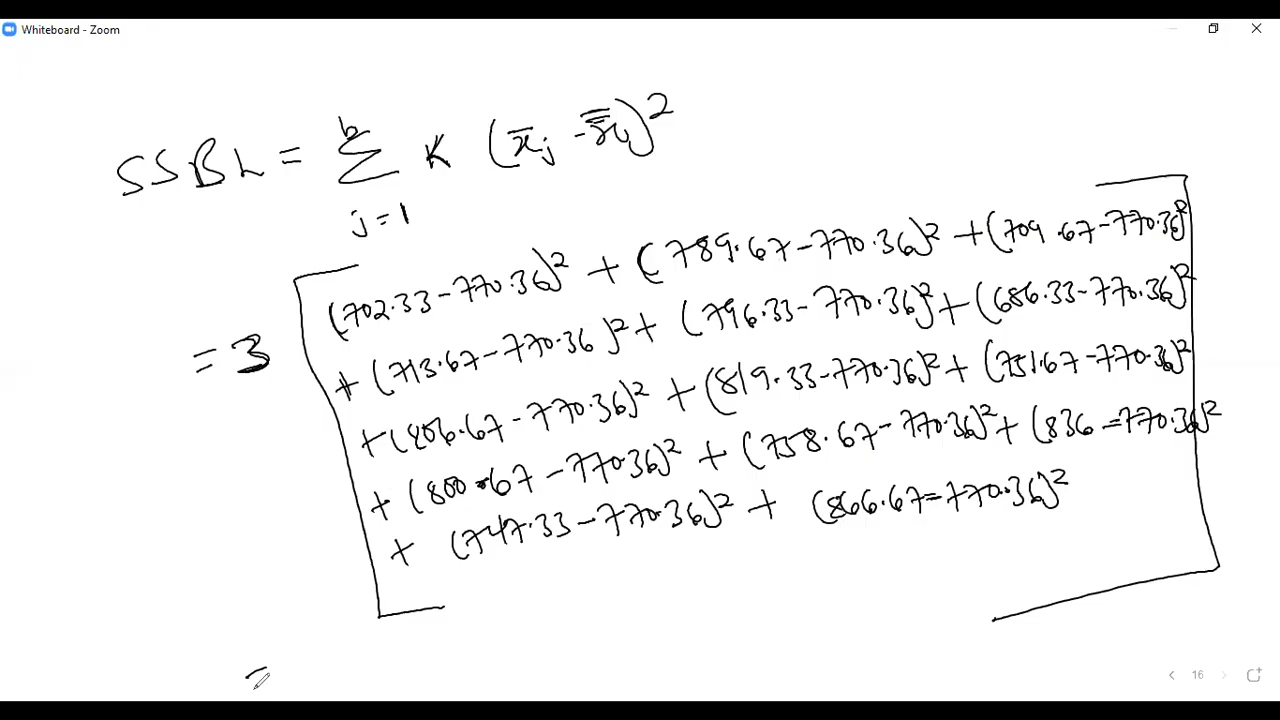 Whiteboard - Zoom
b
SSBL = Σ K (x̄j - x̿)²
j=1
= 3 [(702.33-770.36)² + (789.67-770.36)² + (709.67-770.36)²
+ (713.67-770.36)² + (796.33-770.36)² + (686.33-770.36)²
+ (806.67-770.36)² + (819.33-770.36)² + (751.67-770.36)²
+ (800.67-770.36)² + (758.67-770.36)² + (836-770.36)²
+ (747.33-770.36)² + (866.67-770.36)²]
=
16